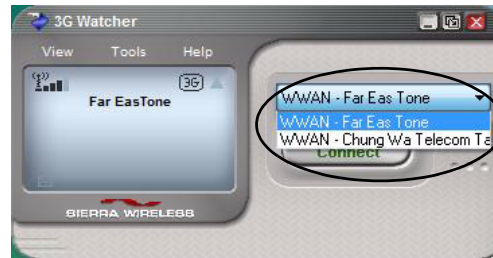 3G Watcher
View Tools Help
3G
Far EasTone
SIERRA WIRELESS
WWAN - Far Eas Tone
WWAN - Far Eas Tone
WWAN - Chung Wa Telecom Ta
Connect